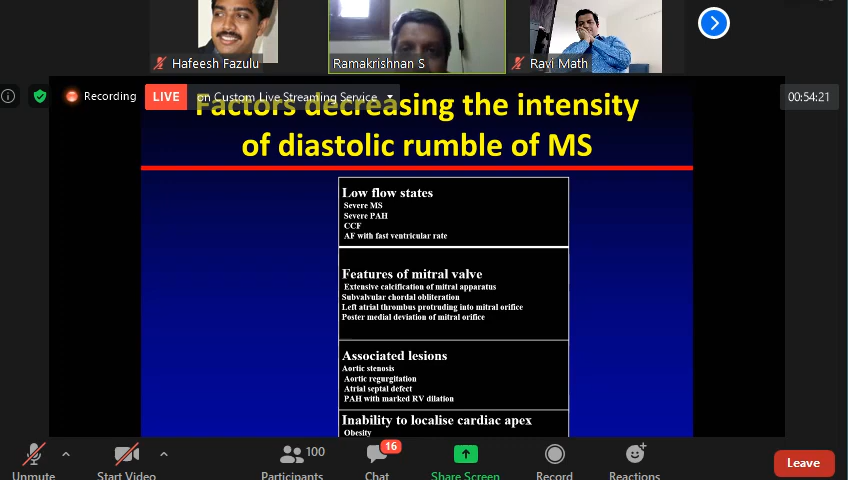 Hafeesh Fazulu
Ramakrishnan S
Ravi Math
Recording
LIVE
on Custom Live Streaming Service
00:54:21
Factors decreasing the intensity
of diastolic rumble of MS
Low flow states
Severe MS
Severe PAH
CCF
AF with fast ventricular rate
Features of mitral valve
Extensive calcification of mitral apparatus
Subvalvular chordal obliteration
Left atrial thrombus protruding into mitral orifice
Poster medial deviation of mitral orifice
Associated lesions
Aortic stenosis
Aortic regurgitation
Atrial septal defect
PAH with marked RV dilation
Inability to localise cardiac apex
Obesity
100
16
Unmute
Start Video
Participants
Chat
Share Screen
Record
Reactions
Leave